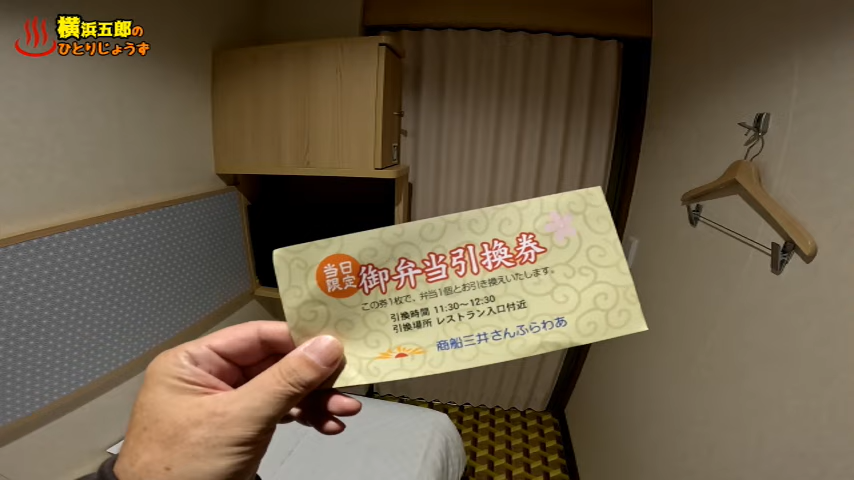 横浜五郎の
ひとりじょうず
当日
限定
御弁当引換券
この券1枚で、弁当1個とお引き換えいたします。
引換時間 11:30〜12:30
引換場所 レストラン入口付近
商船三井さんふらわあ